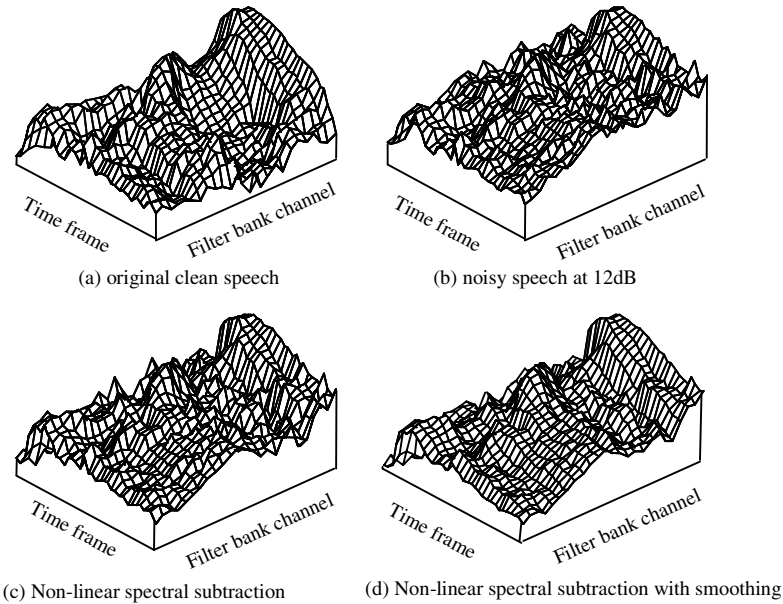 Time frame
Filter bank channel
(a) original clean speech
Time frame
Filter bank channel
(b) noisy speech at 12dB
Time frame
Filter bank channel
(c) Non-linear spectral subtraction
Time frame
Filter bank channel
(d) Non-linear spectral subtraction with smoothing